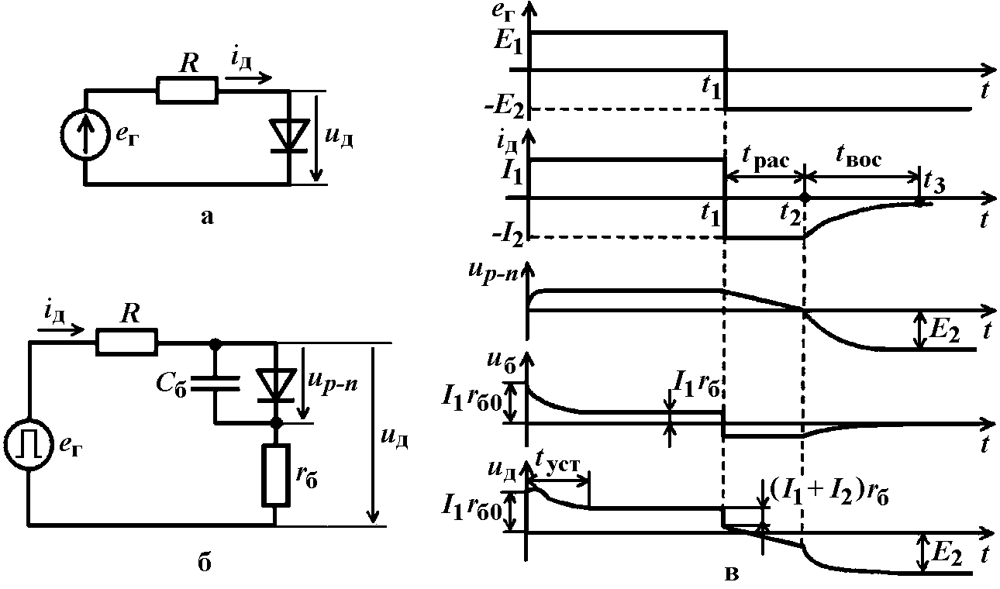 R
iд
eг
uд
а
iд
R
Cб
up-n
eг
rб
uд
б
eг
E1
t1
t
-E2
iд
I1
tрас
tвос
t3
t1
t2
t
-I2
up-n
E2
t
uб
I1rб0
I1rб
t
uд
tуст
I1rб0
(I1 + I2)rб
E2
t
в